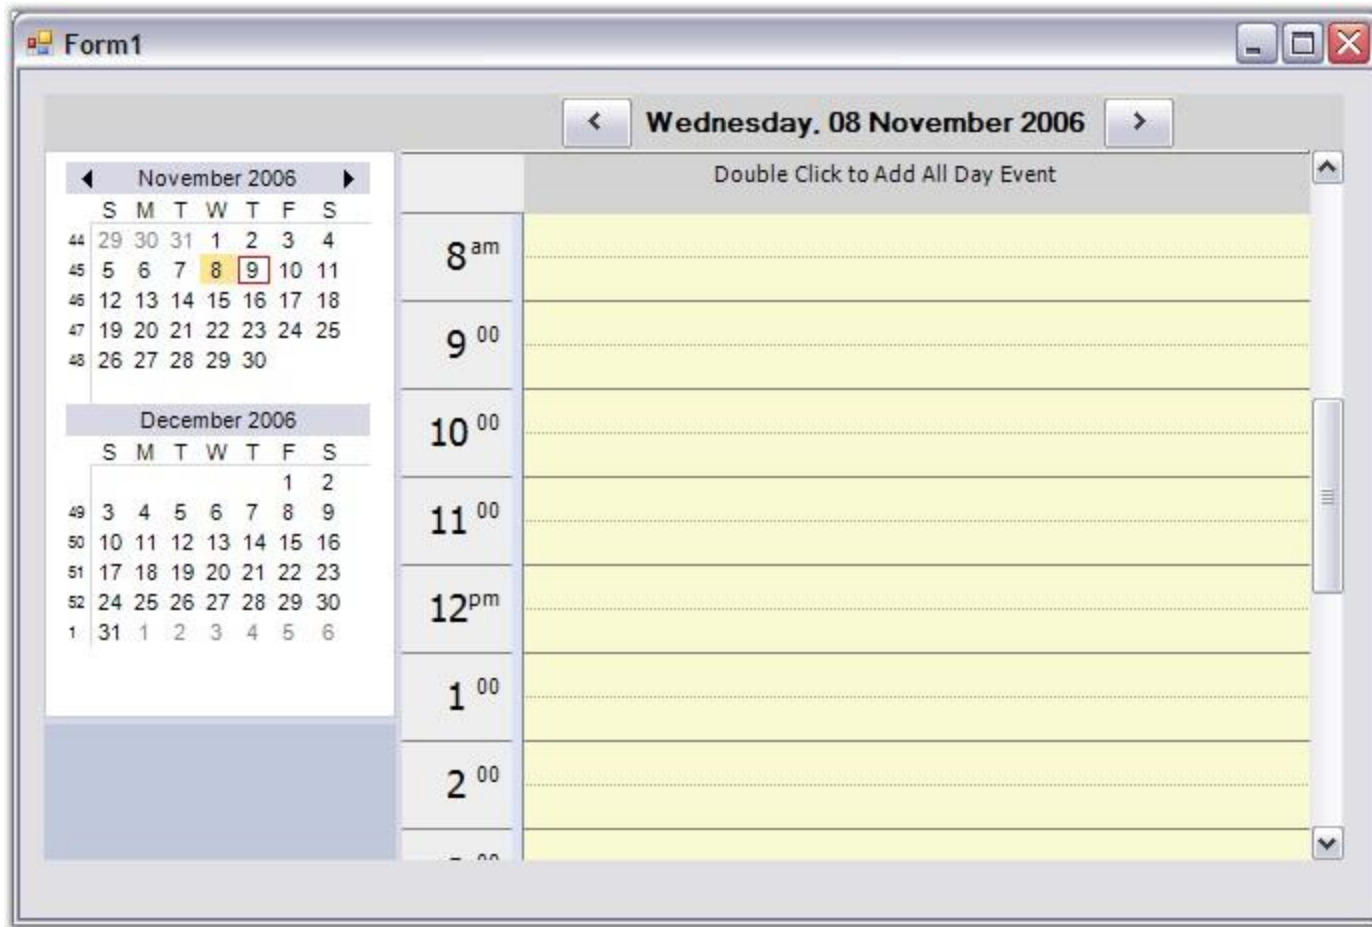 Form1
Wednesday, 08 November 2006
November 2006
S M T W T F S
44 29 30 31 1 2 3 4
45 5 6 7 8 9 10 11
46 12 13 14 15 16 17 18
47 19 20 21 22 23 24 25
48 26 27 28 29 30
December 2006
S M T W T F S
1 2
49 3 4 5 6 7 8 9
50 10 11 12 13 14 15 16
51 17 18 19 20 21 22 23
52 24 25 26 27 28 29 30
1 31 1 2 3 4 5 6
Double Click to Add All Day Event
8 am
9 00
10 00
11 00
12 pm
1 00
2 00